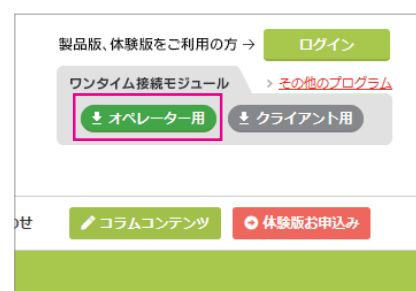 製品版、体験版をご利用の方 → ログイン
ワンタイム接続モジュール > その他のプログラム
オペレーター用 クライアント用
わせ コラムコンテンツ 体験版お申込み